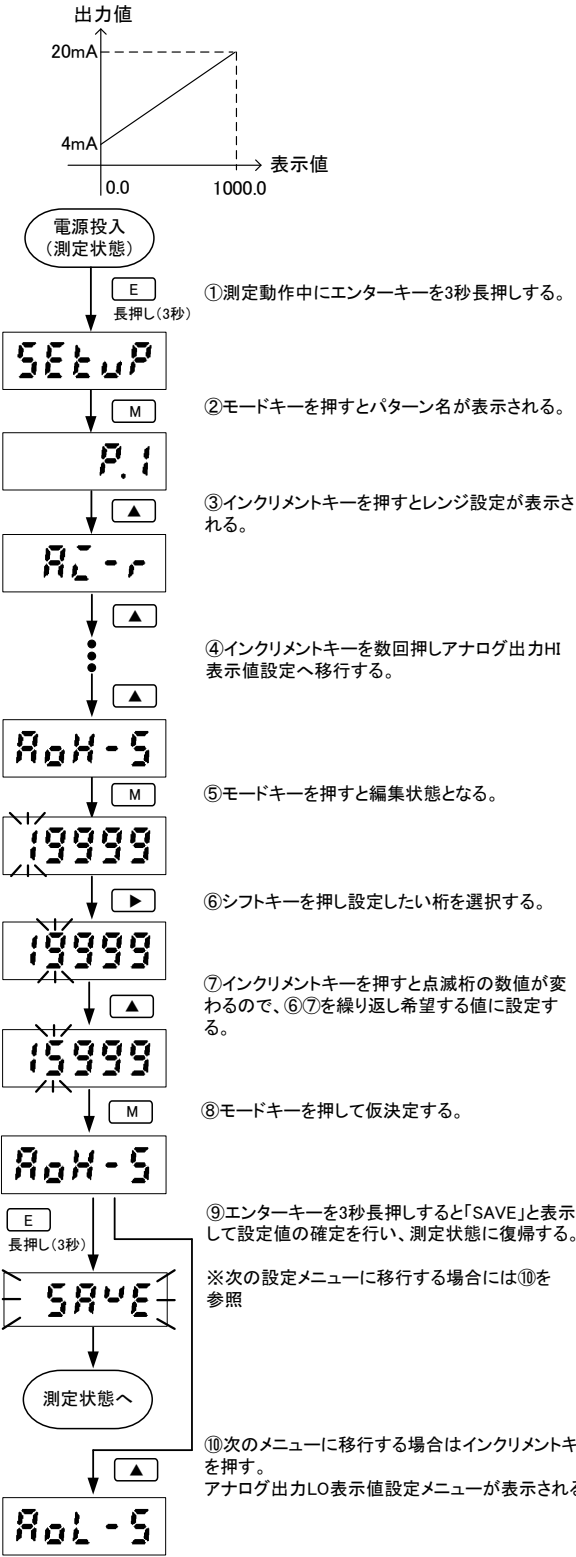 出力値
20mA
4mA
表示値
0.0
1000.0
電源投入
(測定状態)
E
長押し(3秒)
①測定動作中にエンターキーを3秒長押しする。
SEtuP
M
②モードキーを押すとパターン名が表示される。
P.1
▲
③インクリメントキーを押すとレンジ設定が表示さ
れる。
Ai-r
▲
④インクリメントキーを数回押しアナログ出力HI
表示値設定へ移行する。
▲
AoH-S
M
⑤モードキーを押すと編集状態となる。
19999
▶
⑥シフトキーを押し設定したい桁を選択する。
19999
▲
⑦インクリメントキーを押すと点滅桁の数値が変
わるので、⑥⑦を繰り返し希望する値に設定す
る。
15999
M
⑧モードキーを押して仮決定する。
AoH-S
E
長押し(3秒)
⑨エンターキーを3秒長押しすると「SAVE」と表示
して設定値の確定を行い、測定状態に復帰する。
※次の設定メニューに移行する場合には⑩を
参照
SAvE
測定状態へ
⑩次のメニューに移行する場合はインクリメントキ
を押す。
アナログ出力LO表示値設定メニューが表示され
▲
AoL-S